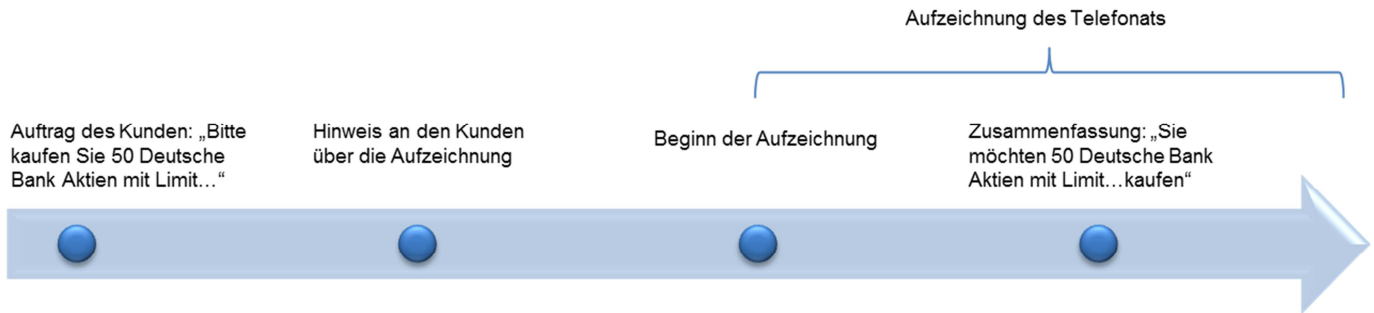 Aufzeichnung des Telefonats
Auftrag des Kunden: „Bitte
kaufen Sie 50 Deutsche
Bank Aktien mit Limit…“
Hinweis an den Kunden
über die Aufzeichnung
Beginn der Aufzeichnung
Zusammenfassung: „Sie
möchten 50 Deutsche Bank
Aktien mit Limit…kaufen“